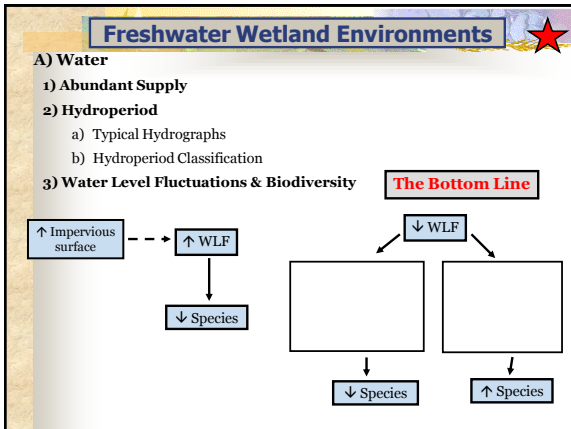 Freshwater Wetland Environments
A) Water
1) Abundant Supply
2) Hydroperiod
a) Typical Hydrographs
b) Hydroperiod Classification
3) Water Level Fluctuations & Biodiversity
The Bottom Line
↑ Impervious
surface
↑ WLF
↓ Species
↓ WLF
↓ Species
↑ Species